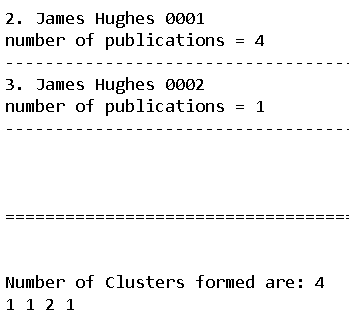 2. James Hughes 0001
number of publications = 4
-----------------------------------
3. James Hughes 0002
number of publications = 1
-----------------------------------
===================================
Number of Clusters formed are: 4
1 1 2 1